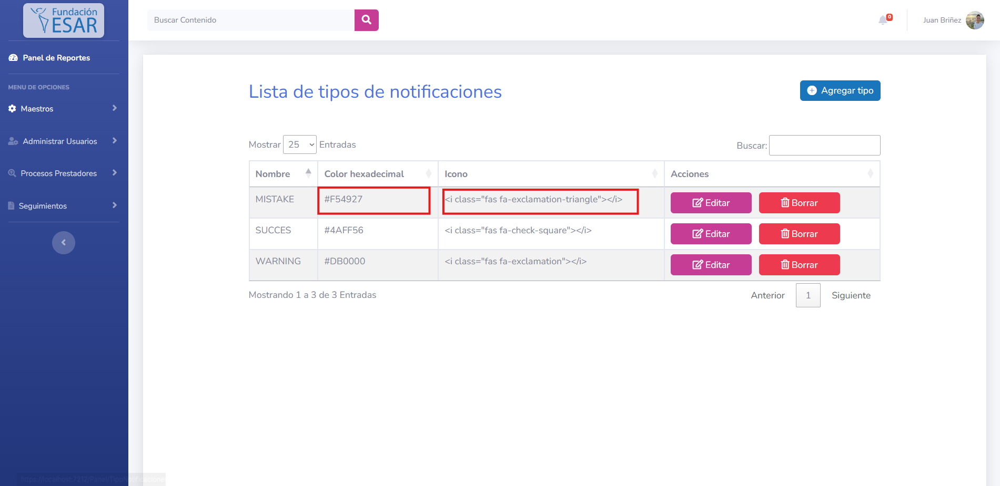 Fundación
ESAR
Buscar Contenido
0
Juan Briñez
Panel de Reportes
MENU DE OPCIONES
Maestros
Administrar Usuarios
Procesos Prestadores
Seguimientos
Lista de tipos de notificaciones
Agregar tipo
Mostrar 25 Entradas
Buscar:
Nombre Color hexadecimal Icono Acciones
MISTAKE #F54927 <i class="fas fa-exclamation-triangle"></i> Editar Borrar
SUCCES #4AFF56 <i class="fas fa-check-square"></i> Editar Borrar
WARNING #DB0000 <i class="fas fa-exclamation"></i> Editar Borrar
Mostrando 1 a 3 de 3 Entradas
Anterior 1 Siguiente
https://localhost:7212/Panel/TipoNotificacione